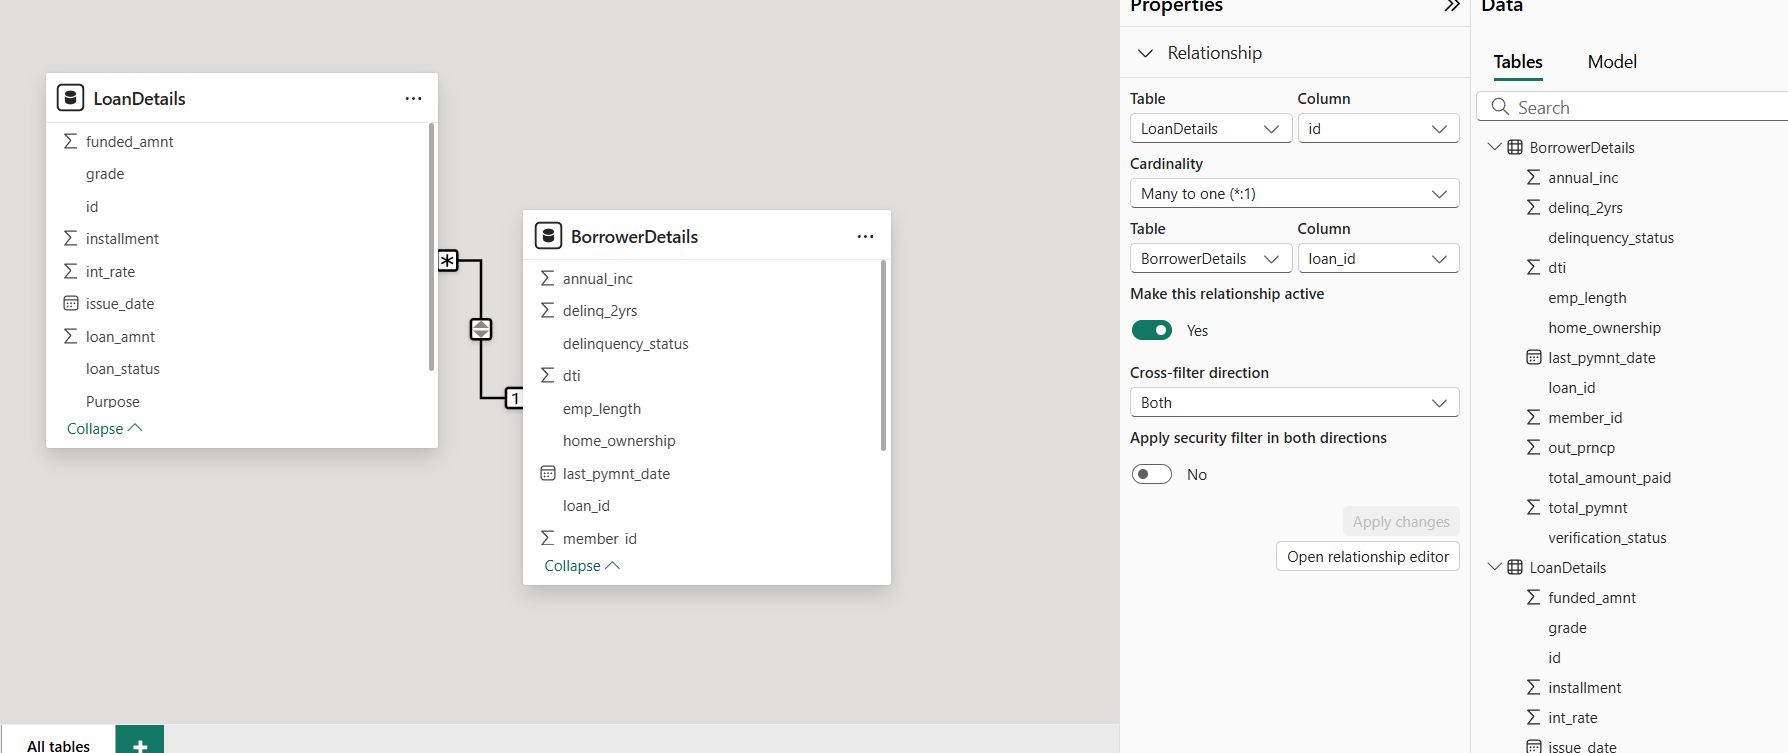 LoanDetails
funded_amnt
grade
id
installment
int_rate
issue_date
loan_amnt
loan_status
Purpose
Collapse
*
1
BorrowerDetails
annual_inc
delinq_2yrs
delinquency_status
dti
emp_length
home_ownership
last_pymnt_date
loan_id
member_id
Collapse
All tables
+
Properties
Relationship
Table Column
LoanDetails id
Cardinality
Many to one (*:1)
Table Column
BorrowerDetails loan_id
Make this relationship active
Yes
Cross-filter direction
Both
Apply security filter in both directions
No
Apply changes
Open relationship editor
Data
Tables Model
Search
BorrowerDetails
annual_inc
delinq_2yrs
delinquency_status
dti
emp_length
home_ownership
last_pymnt_date
loan_id
member_id
out_prncp
total_amount_paid
total_pymnt
verification_status
LoanDetails
funded_amnt
grade
id
installment
int_rate
issue_date